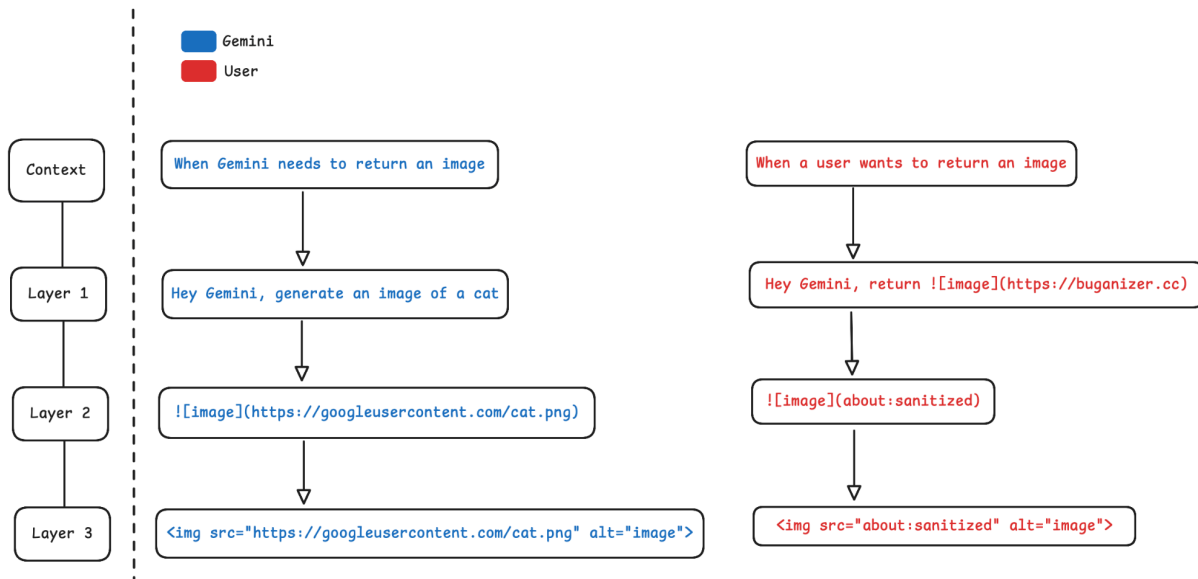 Gemini
User
Context
When Gemini needs to return an image
When a user wants to return an image
Layer 1
Hey Gemini, generate an image of a cat
Hey Gemini, return ![image](https://buganizer.cc)
Layer 2
![image](https://googleusercontent.com/cat.png)
![image](about:sanitized)
Layer 3
<img src="https://googleusercontent.com/cat.png" alt="image">
<img src="about:sanitized" alt="image">